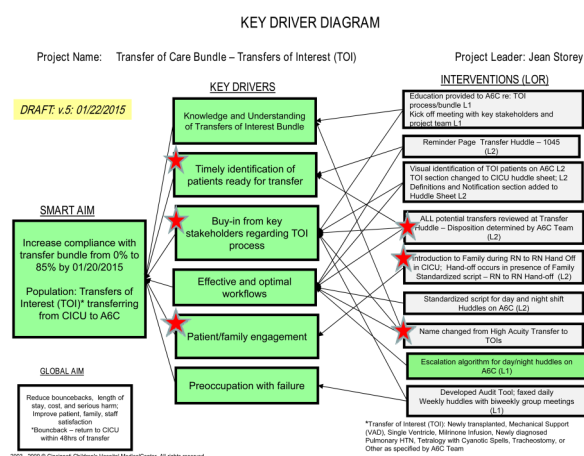 KEY DRIVER DIAGRAM
Project Name: Transfer of Care Bundle – Transfers of Interest (TOI)
Project Leader: Jean Storey
DRAFT: v.5: 01/22/2015
SMART AIM
Increase compliance with
transfer bundle from 0% to
85% by 01/20/2015
Population: Transfers of
Interest (TOI)* transferring
from CICU to A6C
GLOBAL AIM
Reduce bouncebacks, length of
stay, cost, and serious harm;
Improve patient, family, staff
satisfaction
*Bounceback – return to CICU
within 48hrs of transfer
KEY DRIVERS
Knowledge and Understanding
of Transfers of Interest Bundle
Timely identification of
patients ready for transfer
Buy-in from key
stakeholders regarding TOI
process
Effective and optimal
workflows
Patient/family engagement
Preoccupation with failure
INTERVENTIONS (LOR)
Education provided to A6C re: TOI
process/bundle L1
Kick off meeting with key stakeholders and
project team L1
Reminder Page Transfer Huddle – 1045
(L2)
Visual identification of TOI patients on A6C L2
TOI section changed to CICU huddle sheet; L2
Definitions and Notification section added to
Huddle Sheet L2
ALL potential transfers reviewed at Transfer
Huddle – Disposition determined by A6C Team
(L2)
Introduction to Family during RN to RN Hand Off
in CICU; Hand-off occurs in presence of Family
Standardized script – RN to RN Hand-off (L2)
Standardized script for day and night shift
Huddles on A6C (L2)
Name changed from High Acuity Transfer to
TOIs
Escalation algorithm for day/night huddles on
A6C (L1)
Developed Audit Tool; faxed daily
Weekly huddles with biweekly group meetings
(L1)
*Transfer of Interest (TOI): Newly transplanted, Mechanical Support
(VAD), Single Ventricle, Milrinone Infusion, Newly diagnosed
Pulmonary HTN, Tetralogy with Cyanotic Spells, Tracheostomy, or
Other as specified by A6C Team